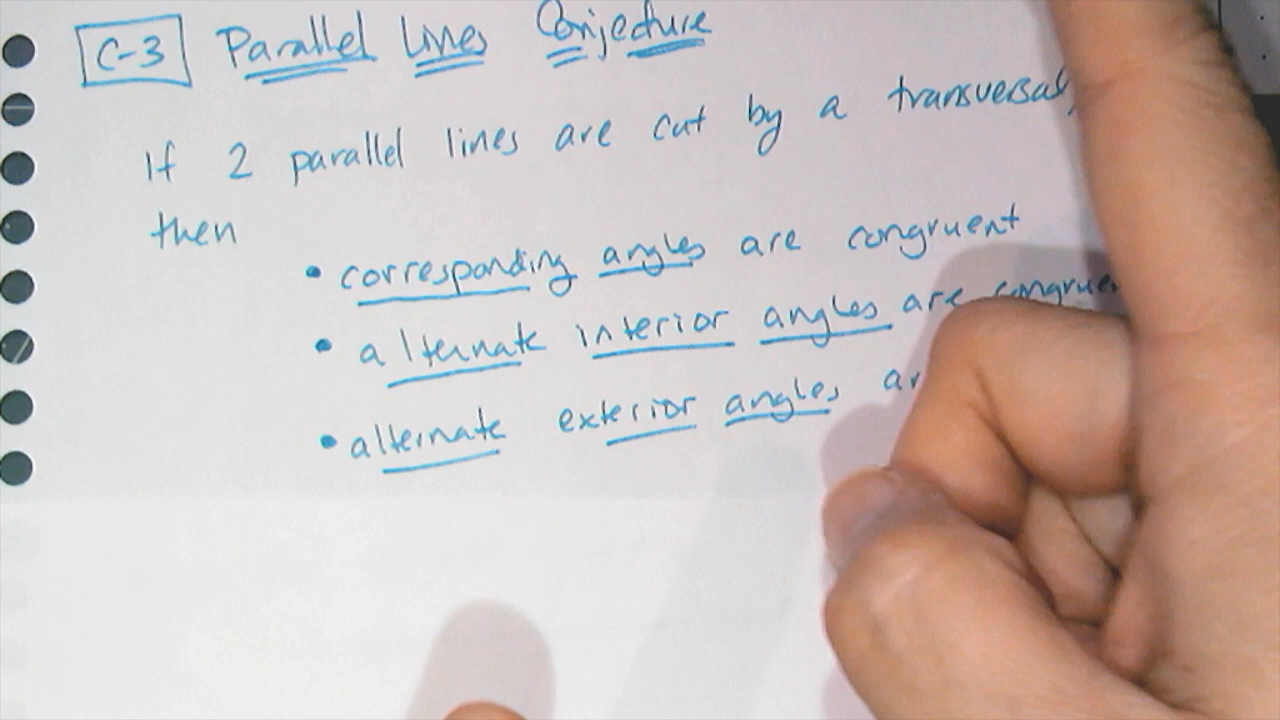 C-3 Parallel Lines Conjecture
If 2 parallel lines are cut by a transversal,
then
• corresponding angles are congruent
• alternate interior angles are
• alternate exterior angles